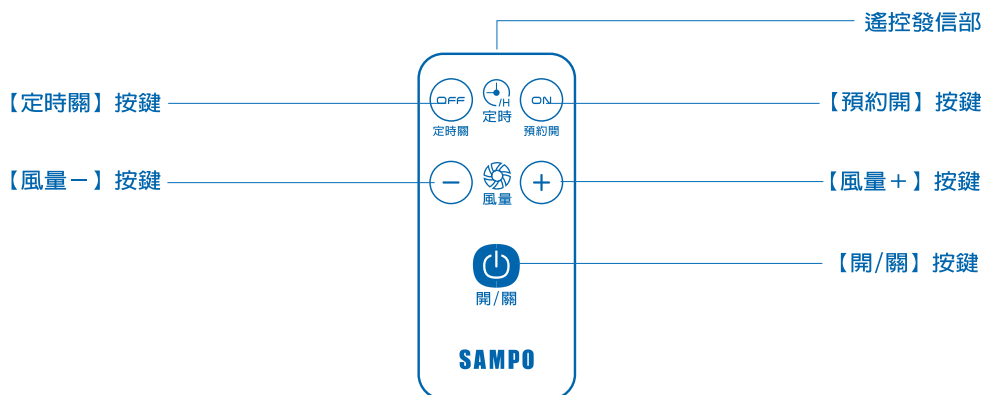 遙控發信部
【定時關】按鍵
OFF
/H
定時
ON
【預約開】按鍵
定時關
預約開
【風量－】按鍵
－
風量
＋
【風量＋】按鍵
【開/關】按鍵
開/關
SAMPO